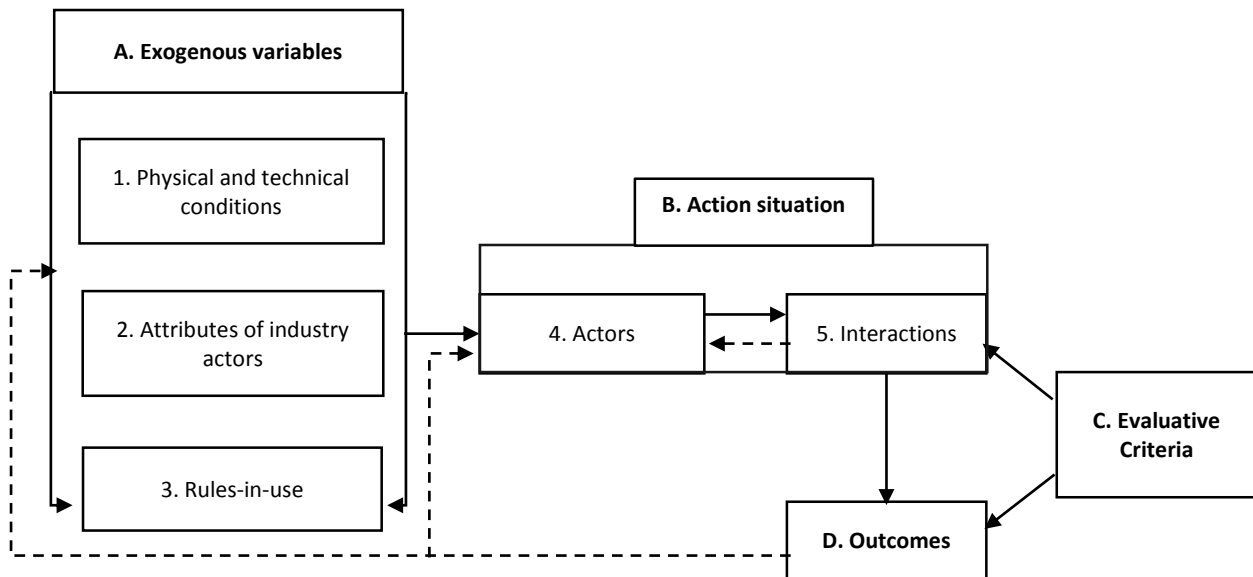 A. Exogenous variables
1. Physical and technical
conditions
2. Attributes of industry
actors
3. Rules-in-use
B. Action situation
4. Actors
5. Interactions
C. Evaluative
Criteria
D. Outcomes